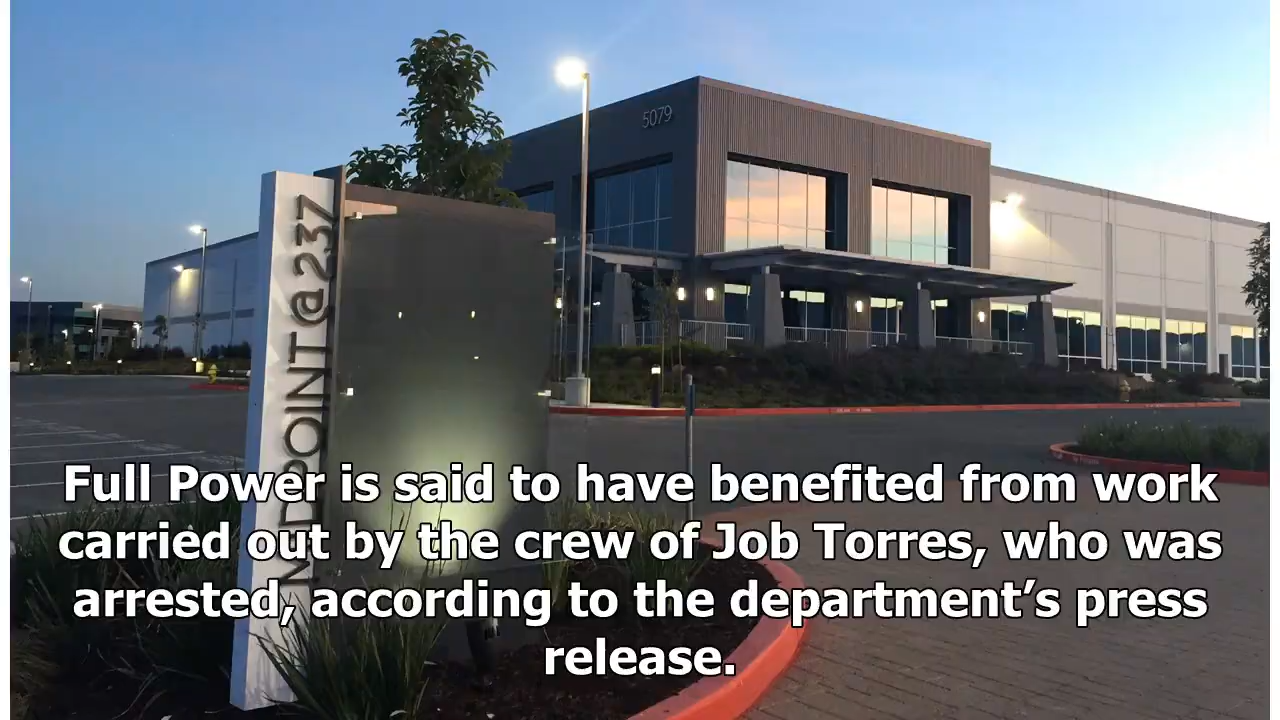 5079
MIDPOINT@237
Full Power is said to have benefited from work
carried out by the crew of Job Torres, who was
arrested, according to the department’s press
release.